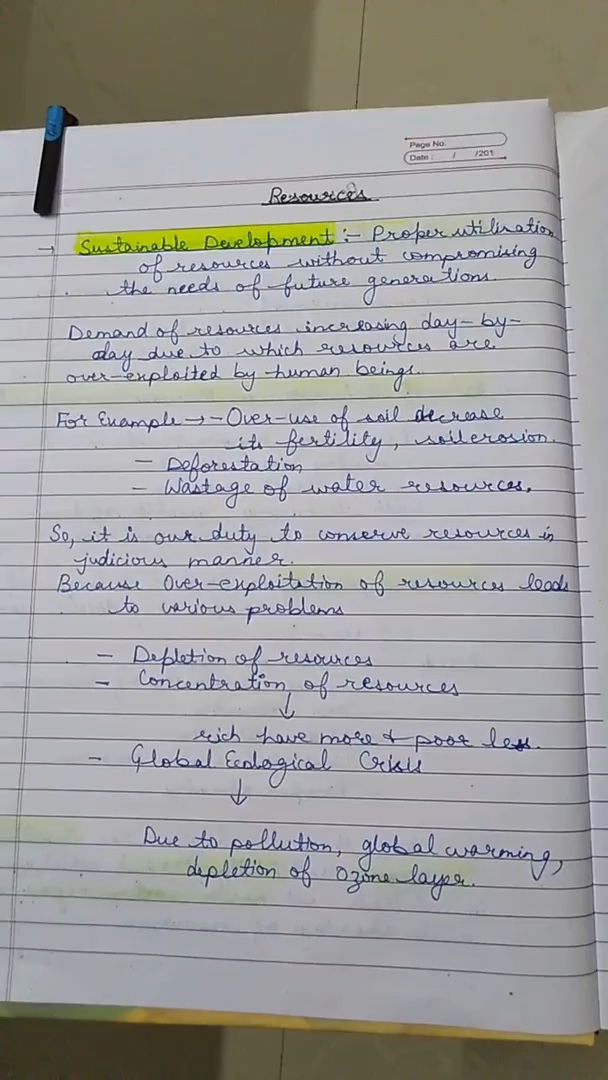 Page No.
Date : / /201
Resources
→ Sustainable Development :- Proper utilisation
of resources without compromising
the needs of future generations.
Demand of resources increasing day-by-
day due to which resources are
over-exploited by human beings.
For Example → - Over-use of soil decrease
its fertility, soil erosion.
- Deforestation
- Wastage of water resources.
So, it is our duty to conserve resources in
judicious manner.
Because Over-exploitation of resources leads
to various problems
- Depletion of resources
- Concentration of resources
↓
rich have more & poor less.
- Global Ecological Crisis
↓
Due to pollution, global warming,
depletion of Ozone layer.